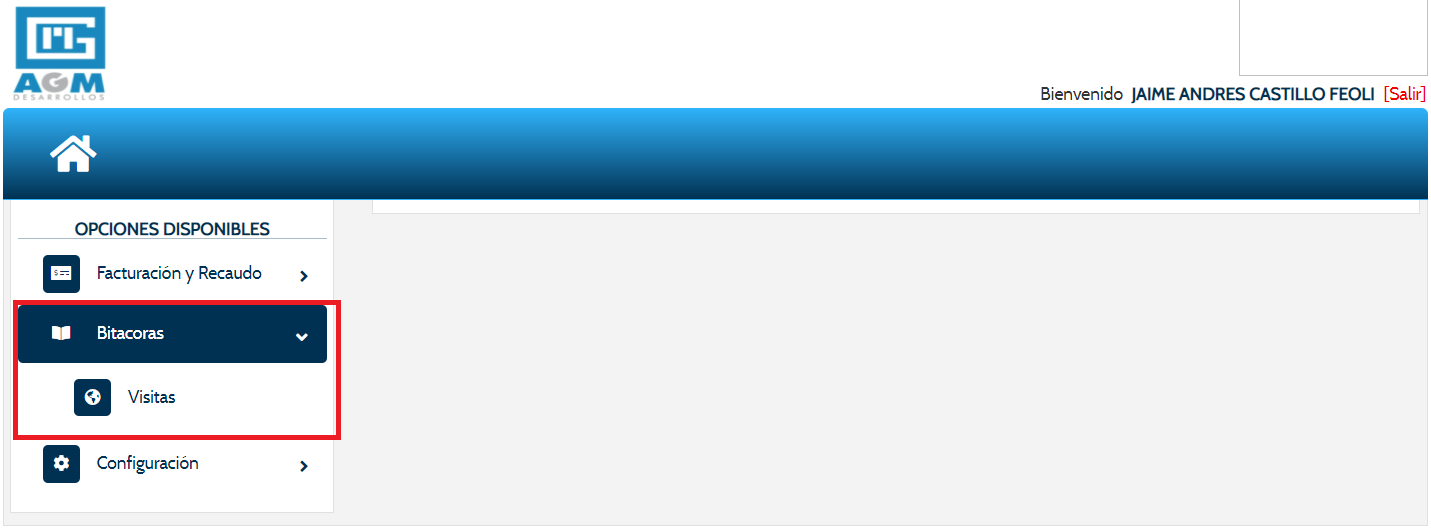 AGM
DESARROLLOS
Bienvenido JAIME ANDRES CASTILLO FEOLI [Salir]
OPCIONES DISPONIBLES
Facturación y Recaudo
Bitacoras
Visitas
Configuración